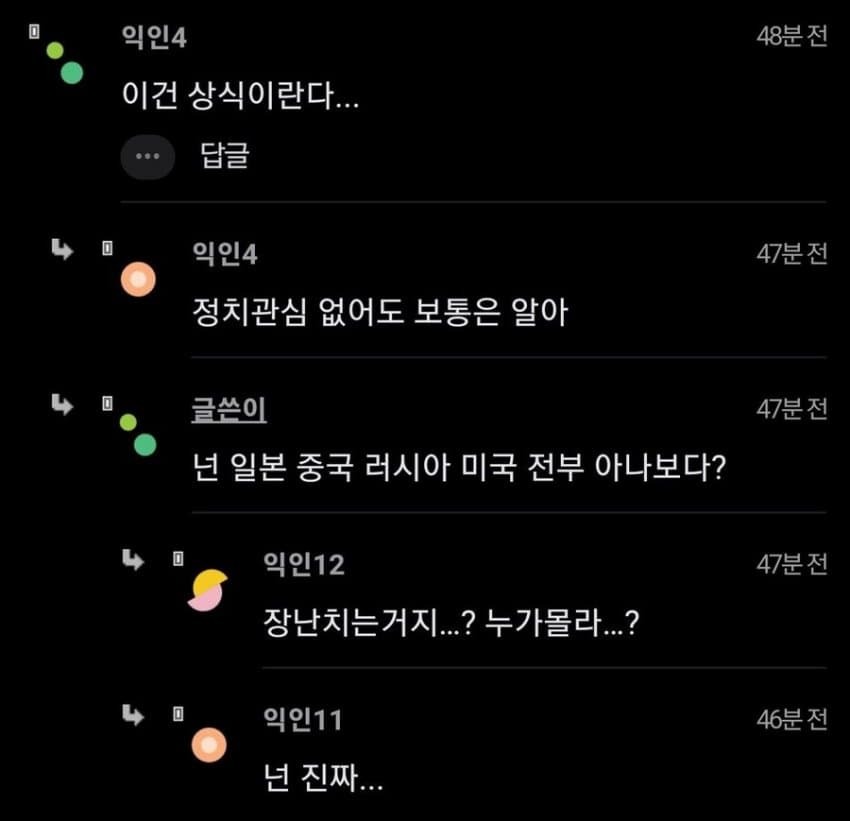 익인4
48분 전
이건 상식이란다...
답글
익인4
47분 전
정치관심 없어도 보통은 알아
글쓴이
47분 전
넌 일본 중국 러시아 미국 전부 아나보다?
익인12
47분 전
장난치는거지...? 누가몰라...?
익인11
46분 전
넌 진짜...